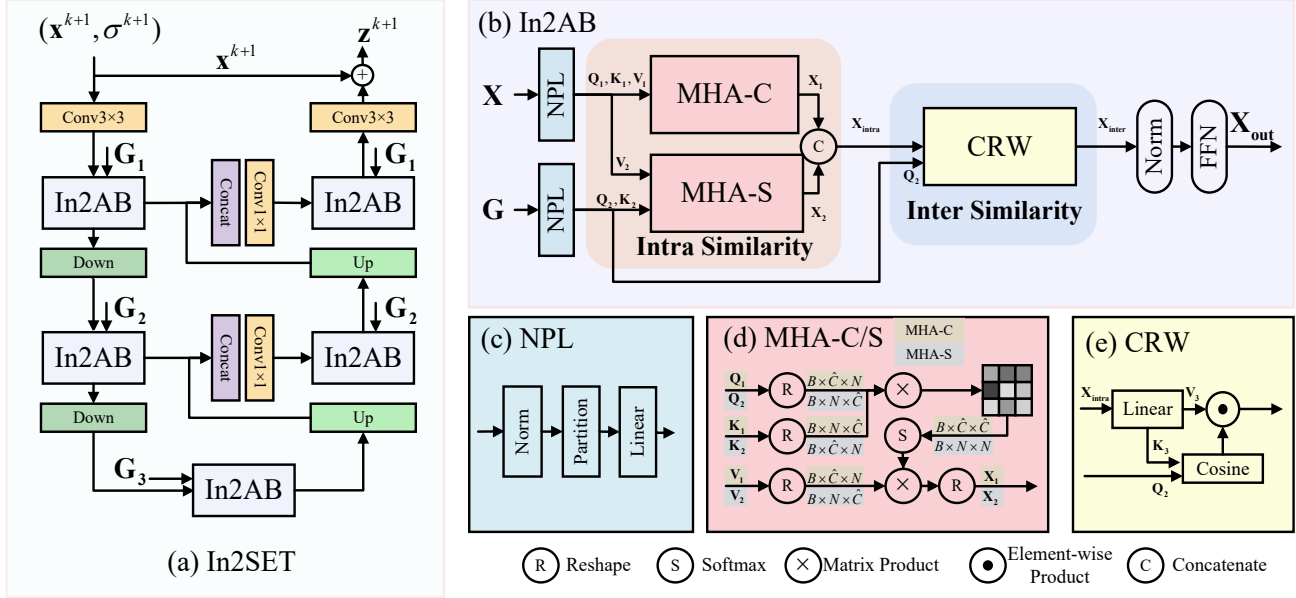 (x^{k+1}, σ^{k+1})
z^{k+1}
x^{k+1}
+
Conv3×3
Conv3×3
G₁
G₁
In2AB
Concat
Conv1×1
In2AB
Down
Up
G₂
G₂
In2AB
Concat
Conv1×1
In2AB
Down
Up
G₃
In2AB
(a) In2SET
(b) In2AB
X
NPL
Q₁, K₁, V₁
MHA-C
X₁
V₂
C
G
NPL
Q₂, K₂
MHA-S
X₂
Intra Similarity
X_intra
Q₂
CRW
Inter Similarity
X_inter
Norm
FFN
X_out
(c) NPL
Norm
Partition
Linear
(d) MHA-C/S
MHA-C
MHA-S
Q₁
Q₂
R
B×Ĉ×N
B×N×Ĉ
×
K₁
K₂
R
B×N×Ĉ
B×Ĉ×N
S
B×Ĉ×Ĉ
B×N×N
V₁
V₂
R
B×Ĉ×N
B×N×Ĉ
×
R
X₁
X₂
(e) CRW
X_intra
Linear
V₃
K₃
Cosine
Q₂
R Reshape
S Softmax
× Matrix Product
Element-wise
Product
C Concatenate